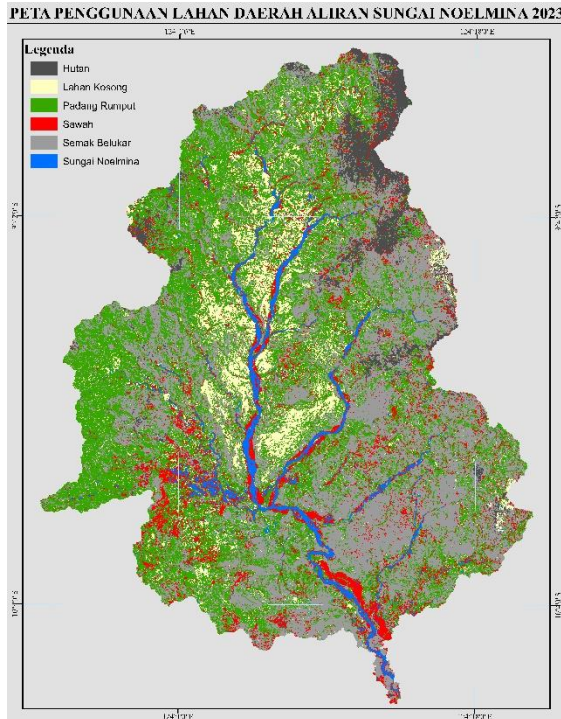 PETA PENGGUNAAN LAHAN DAERAH ALIRAN SUNGAI NOELMINA 2023
Legenda
Hutan
Lahan Kosong
Padang Rumput
Sawah
Semak Belukar
Sungai Noelmina